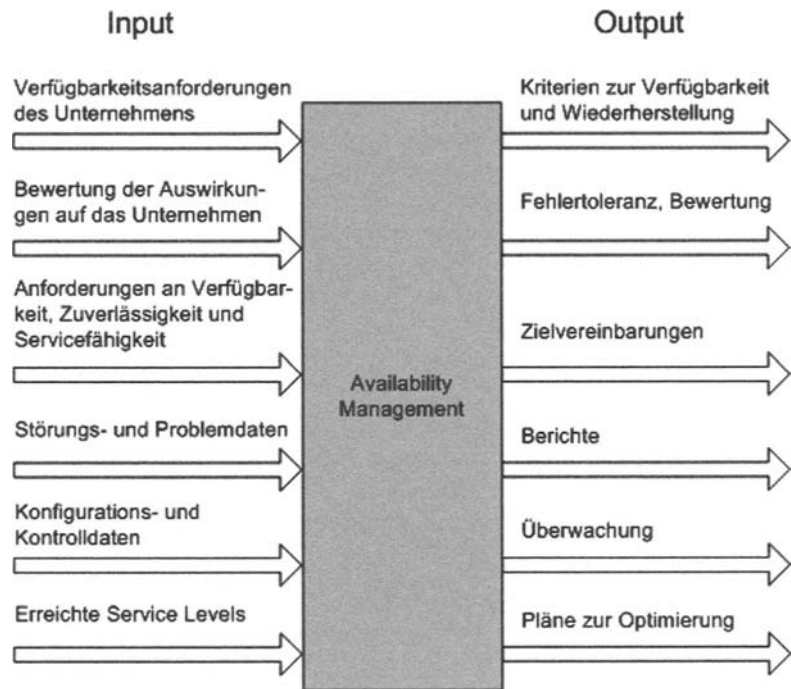 Input
Output
Verfügbarkeitsanforderungen
des Unternehmens
Bewertung der Auswirkun-
gen auf das Unternehmen
Anforderungen an Verfügbar-
keit, Zuverlässigkeit und
Servicefähigkeit
Störungs- und Problemdaten
Konfigurations- und
Kontrolldaten
Erreichte Service Levels
Availability
Management
Kriterien zur Verfügbarkeit
und Wiederherstellung
Fehlertoleranz, Bewertung
Zielvereinbarungen
Berichte
Überwachung
Pläne zur Optimierung